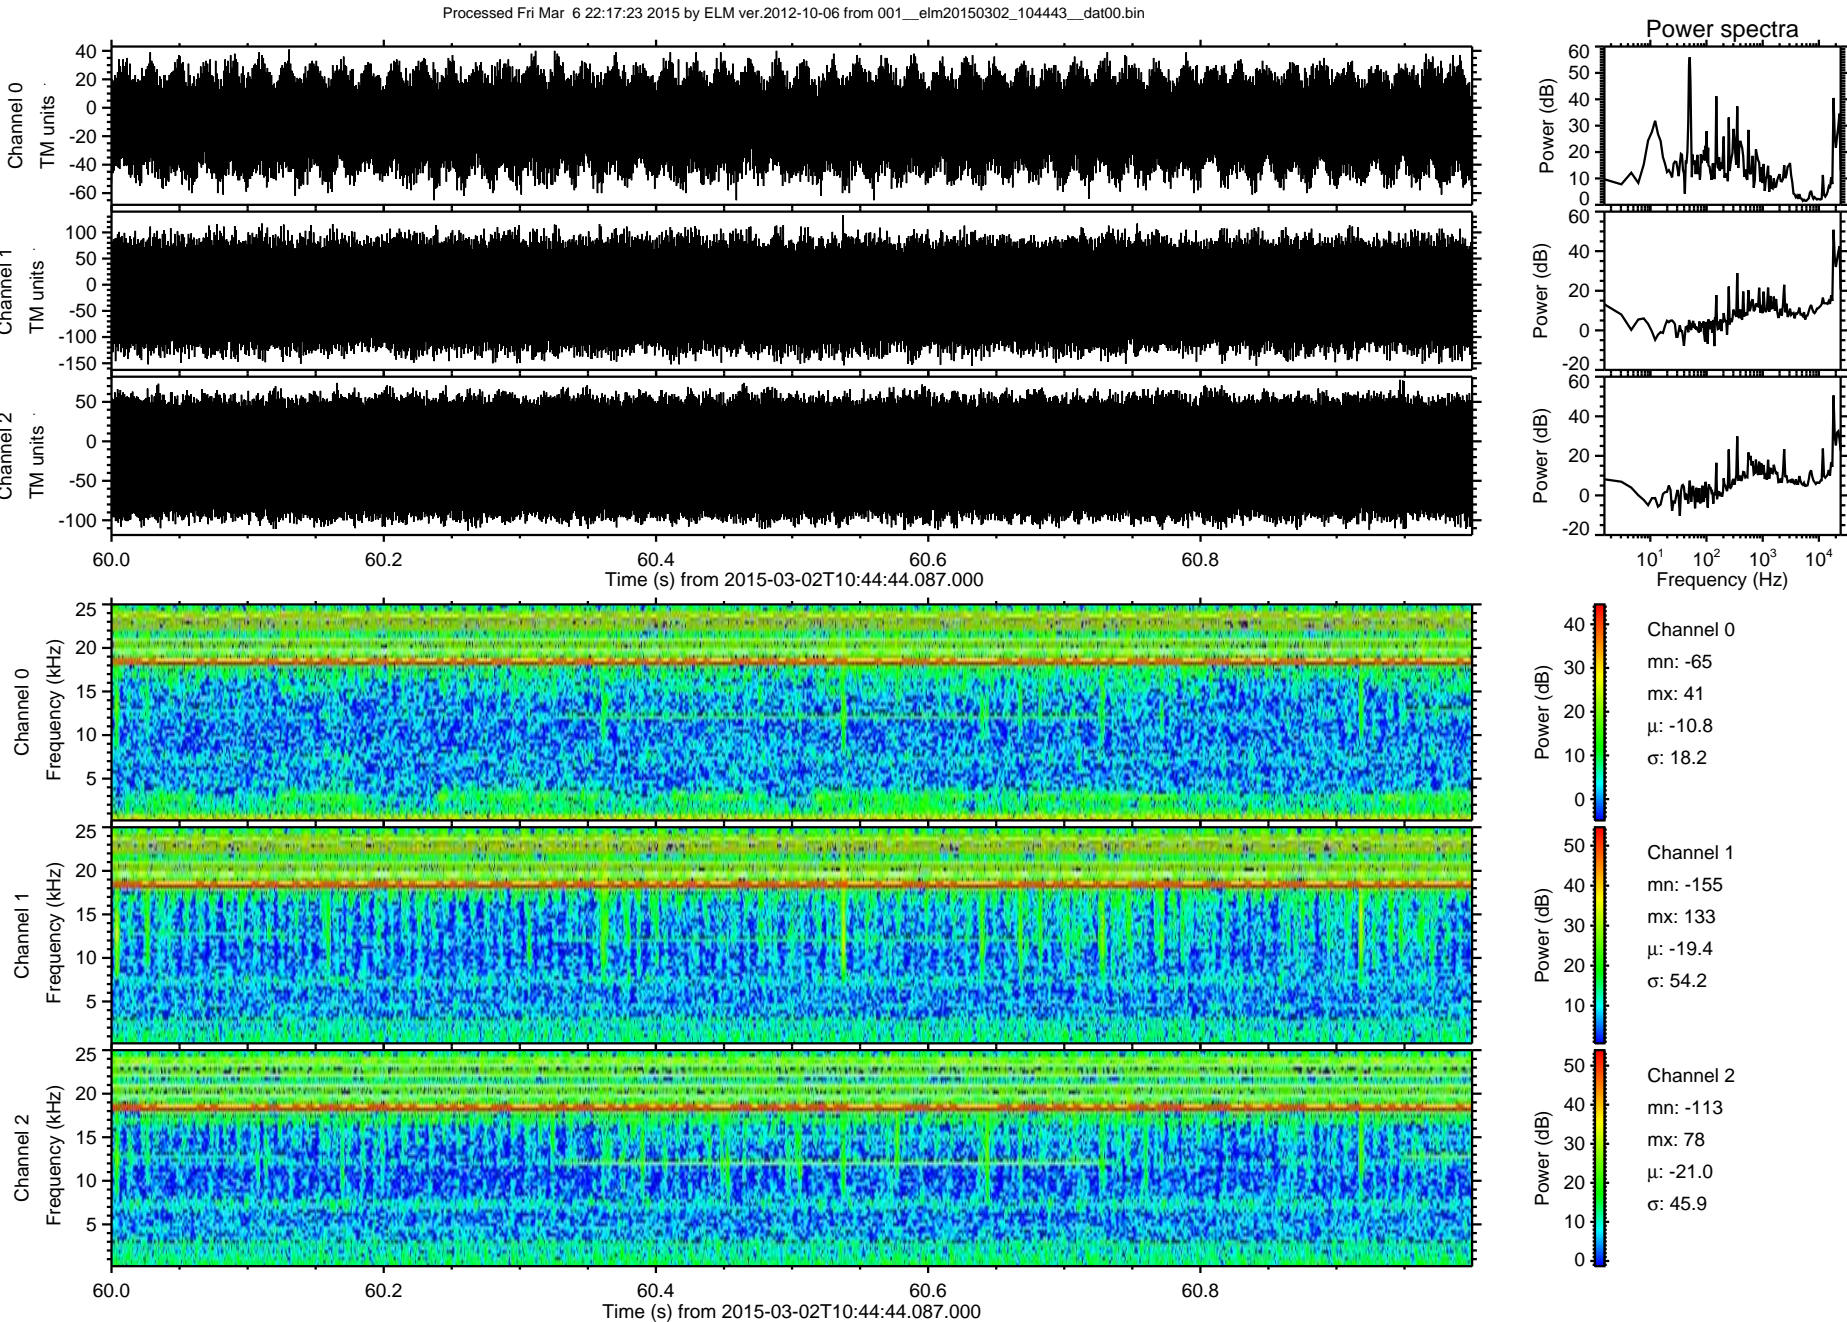 Processed Fri Mar 6 22:17:23 2015 by ELM ver.2012-10-06 from 001__elm20150302_104443__dat00.bin
Power spectra
Channel 0
TM units
40
20
0
-20
-40
-60
Power (dB)
60
50
40
30
20
10
0
Channel 1
TM units
100
50
0
-50
-100
-150
Power (dB)
60
40
20
0
-20
Channel 2
TM units
50
0
-50
-100
Power (dB)
60
40
20
0
-20
60.0 60.2 60.4 60.6 60.8
Time (s) from 2015-03-02T10:44:44.087.000
10^1 10^2 10^3 10^4
Frequency (Hz)
Channel 0
Frequency (kHz)
25
20
15
10
5
Power (dB)
40
30
20
10
0
Channel 0
mn: -65
mx: 41
μ: -10.8
σ: 18.2
Channel 1
Frequency (kHz)
25
20
15
10
5
Power (dB)
50
40
30
20
10
Channel 1
mn: -155
mx: 133
μ: -19.4
σ: 54.2
Channel 2
Frequency (kHz)
25
20
15
10
5
Power (dB)
50
40
30
20
10
0
Channel 2
mn: -113
mx: 78
μ: -21.0
σ: 45.9
60.0 60.2 60.4 60.6 60.8
Time (s) from 2015-03-02T10:44:44.087.000